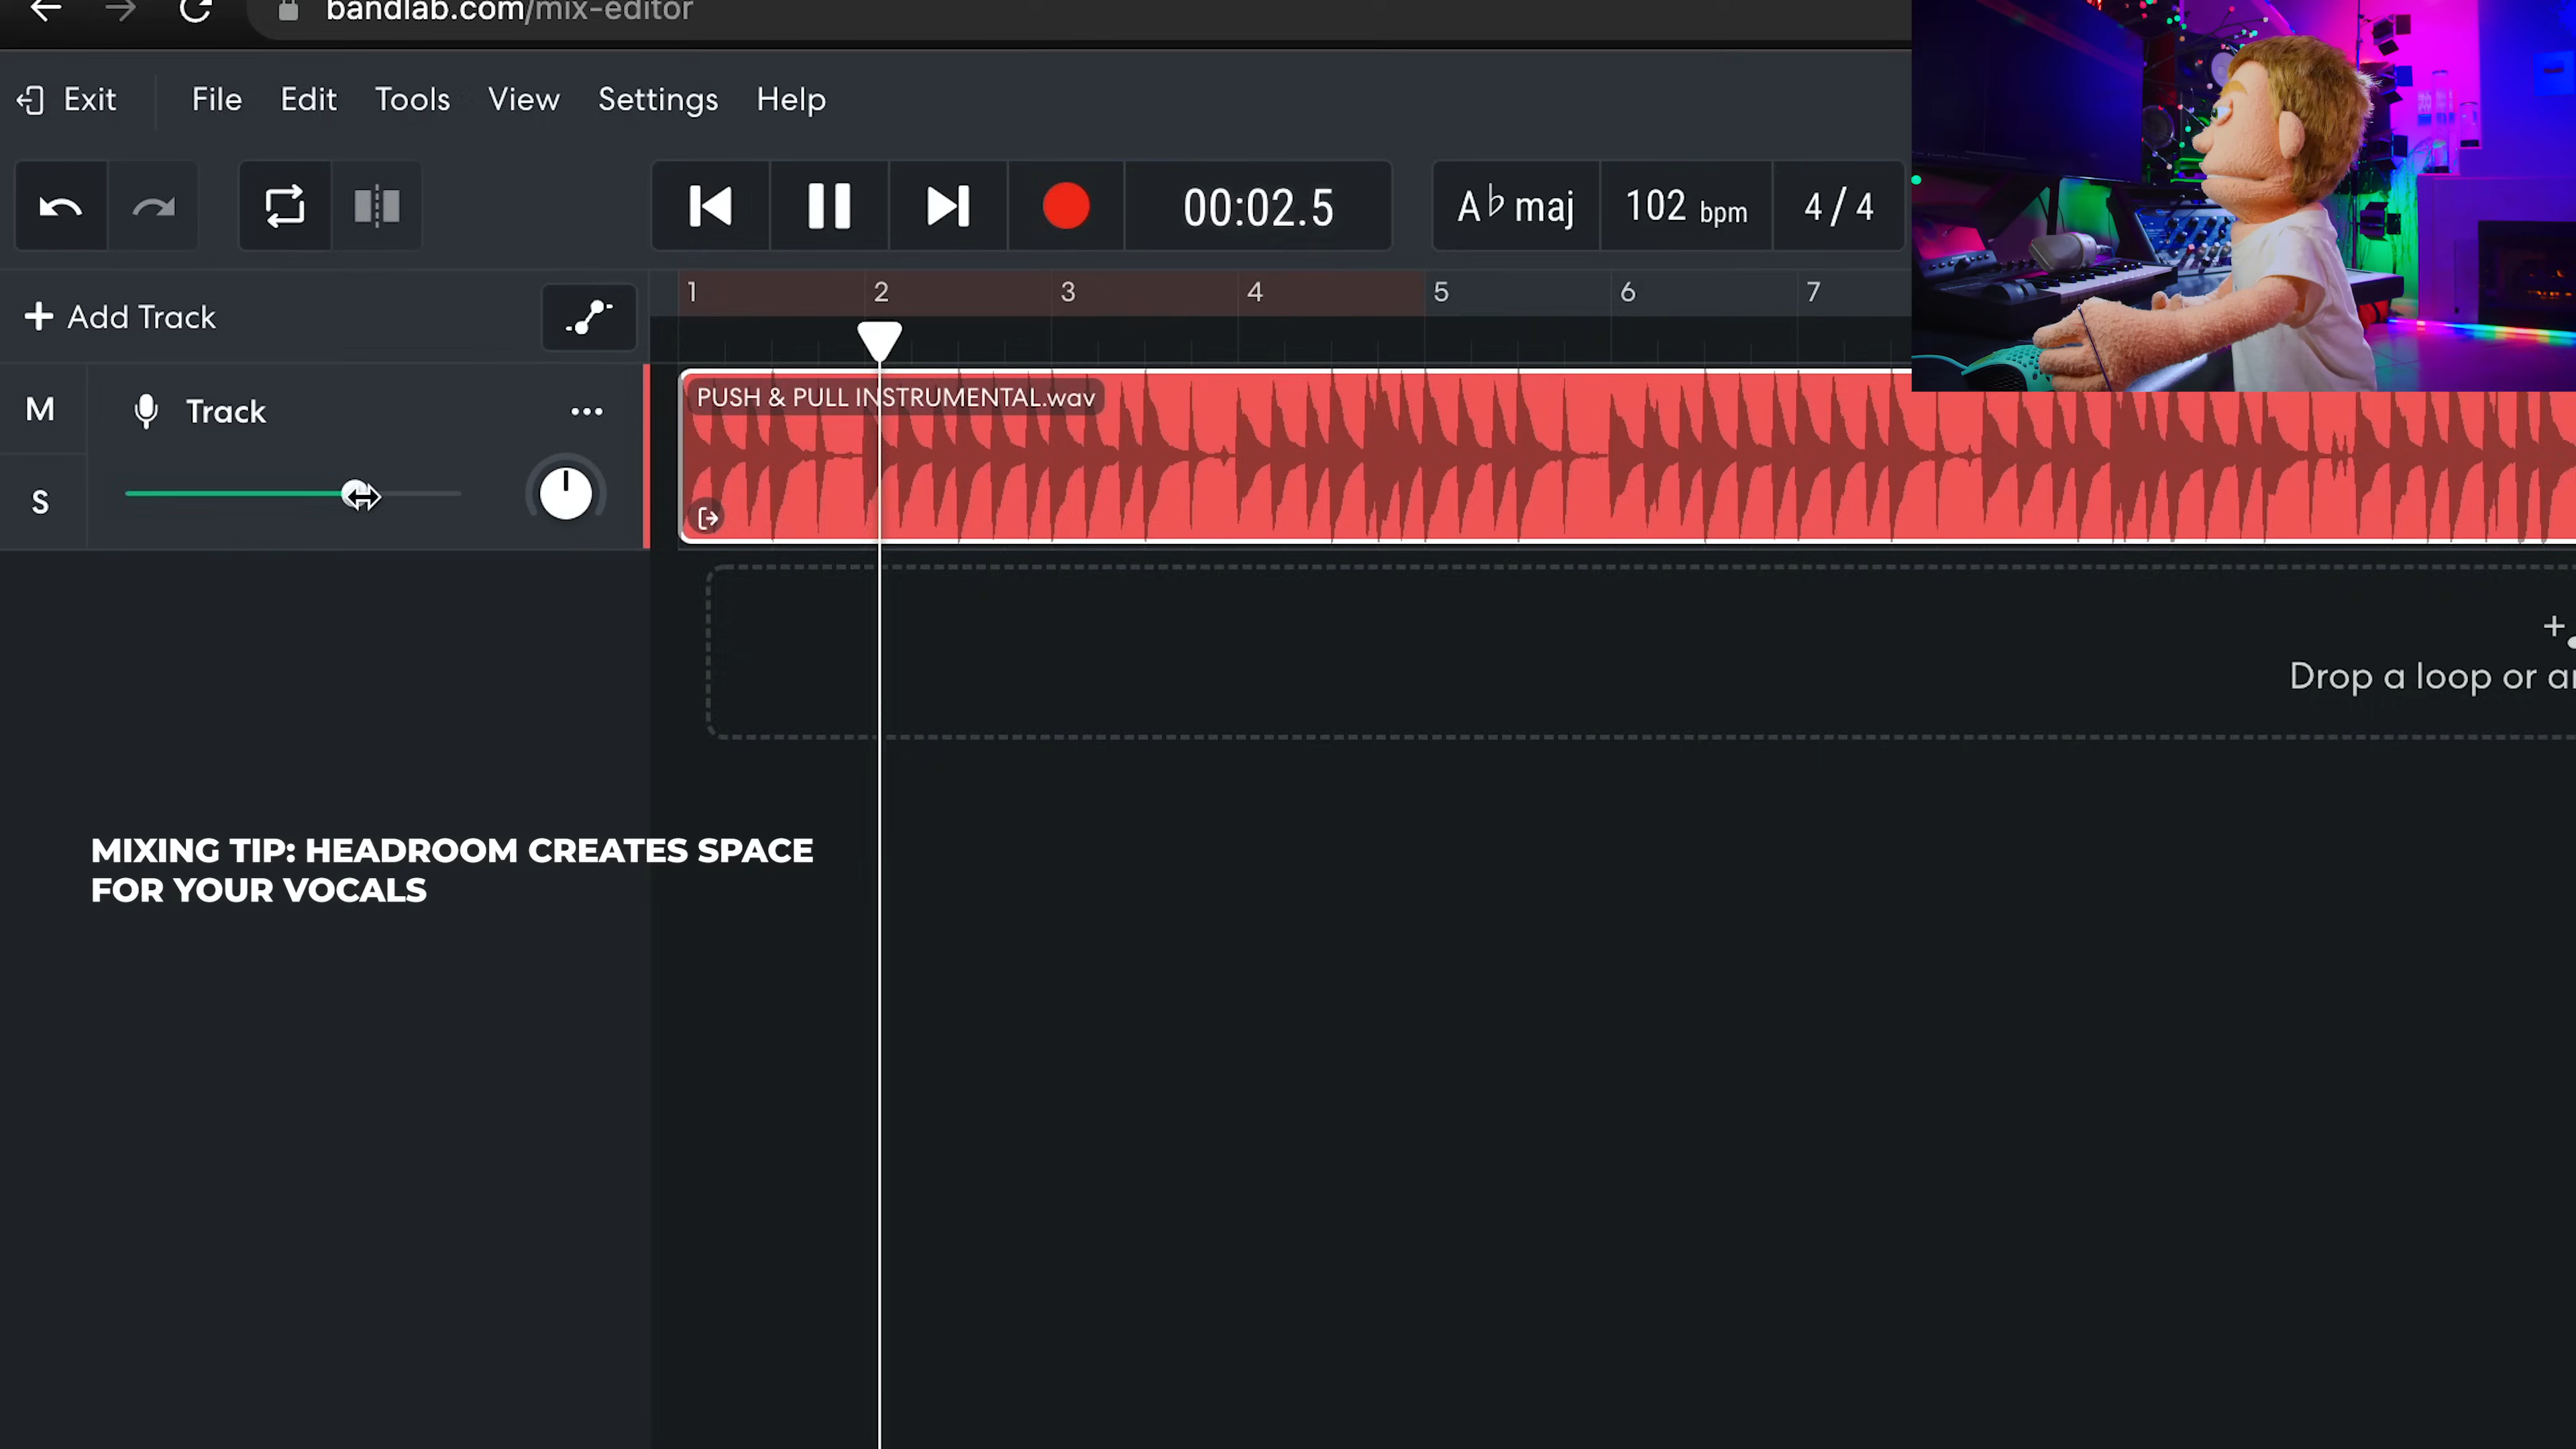 bandlab.com/mix-editor
Exit File Edit Tools View Settings Help
00:02.5 A♭ maj 102 bpm 4/4
+ Add Track
1 2 3 4 5 6 7
M Track
PUSH & PULL INSTRUMENTAL.wav
S
Drop a loop or
MIXING TIP: HEADROOM CREATES SPACE
FOR YOUR VOCALS